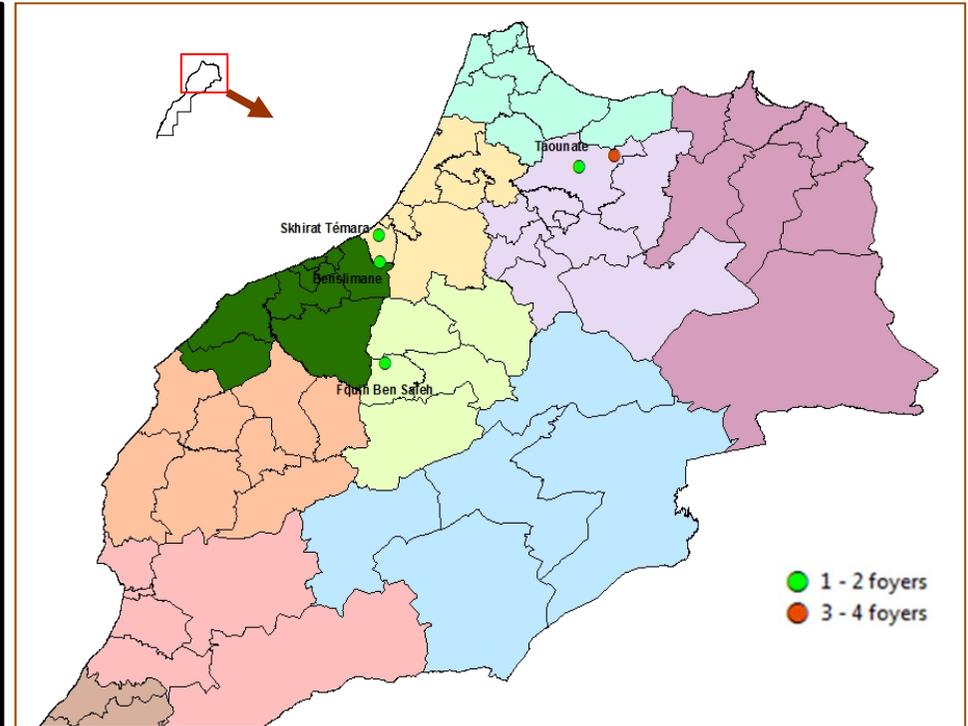 Taounate
Skhirat Témara
Benslimane
Fquih Ben Saleh
1 - 2 foyers
3 - 4 foyers